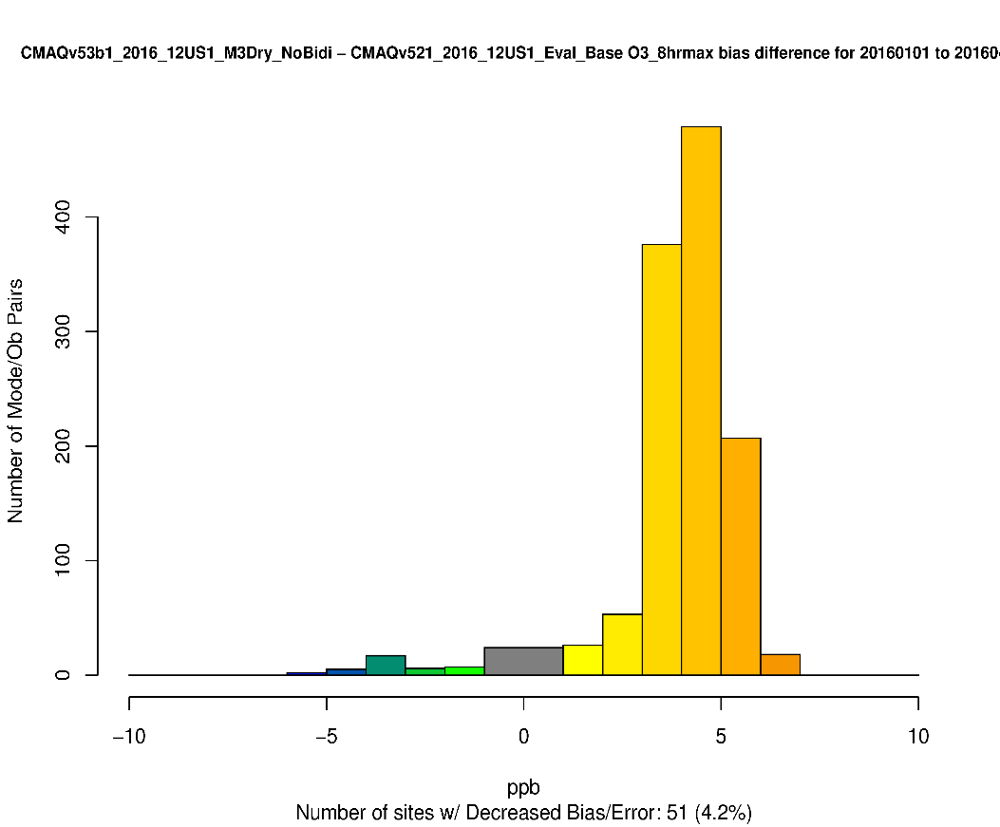 CMAQv53b1_2016_12US1_M3Dry_NoBidi – CMAQv521_2016_12US1_Eval_Base O3_8hrmax bias difference for 20160101 to 20160
Number of Mode/Ob Pairs
400
300
200
100
0
−10 −5 0 5 10
ppb
Number of sites w/ Decreased Bias/Error: 51 (4.2%)